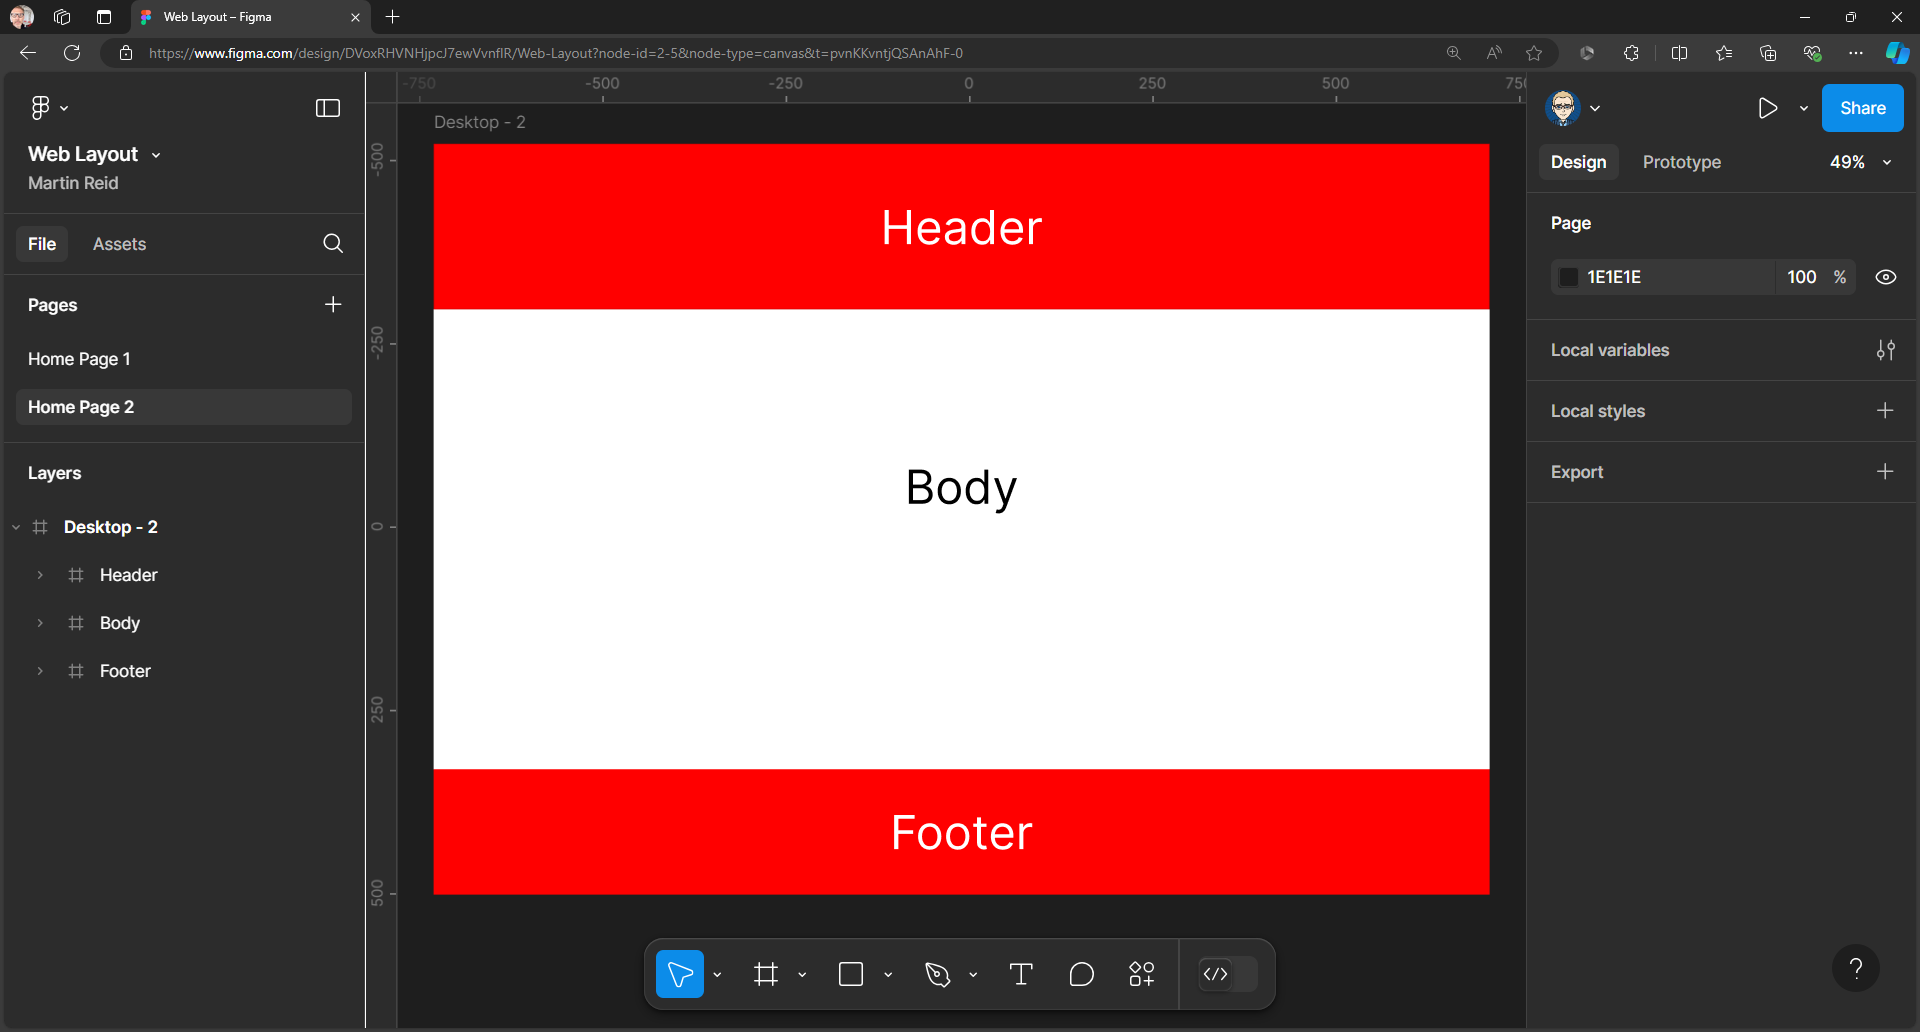 Web Layout – Figma
https://www.figma.com/design/DVoxRHVNHjpcJ7ewVvnflR/Web-Layout?node-id=2-5&node-type=canvas&t=pvnKKvntjQSAnAhF-0
-750
-500
-250
0
250
500
750
Web Layout
Martin Reid
File
Assets
Pages
Home Page 1
Home Page 2
Layers
Desktop - 2
Header
Body
Footer
-500
-250
0
250
500
Desktop - 2
Header
Body
Footer
Share
Design
Prototype
49%
Page
1E1E1E
100 %
Local variables
Local styles
Export
?